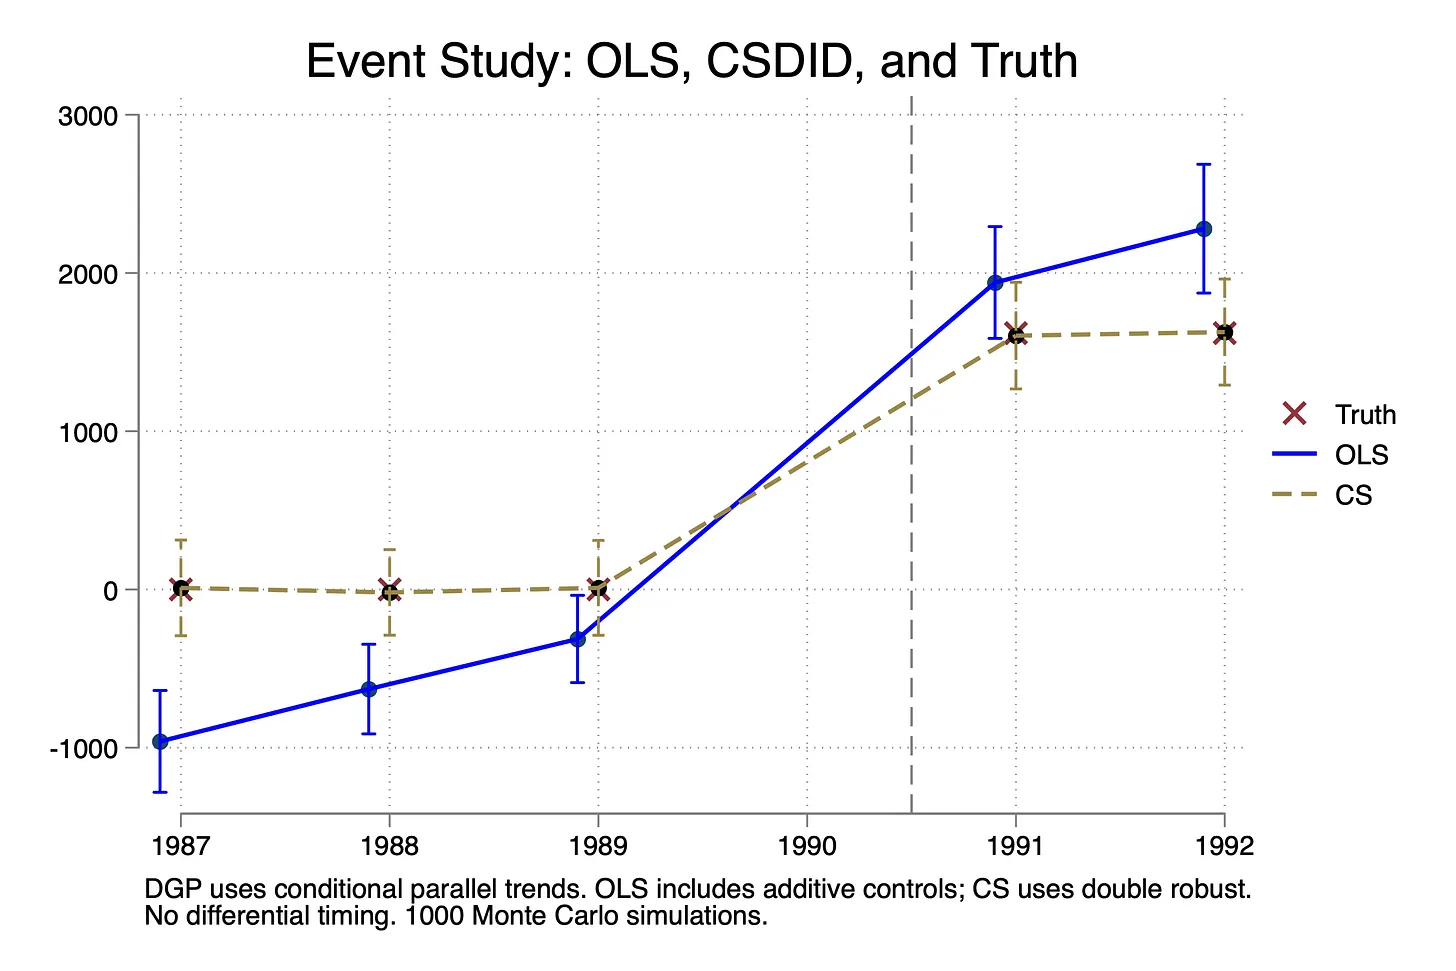 Event Study: OLS, CSDID, and Truth
3000
2000
1000
0
-1000
1987
1988
1989
1990
1991
1992
Truth
OLS
CS
DGP uses conditional parallel trends. OLS includes additive controls; CS uses double robust.
No differential timing. 1000 Monte Carlo simulations.